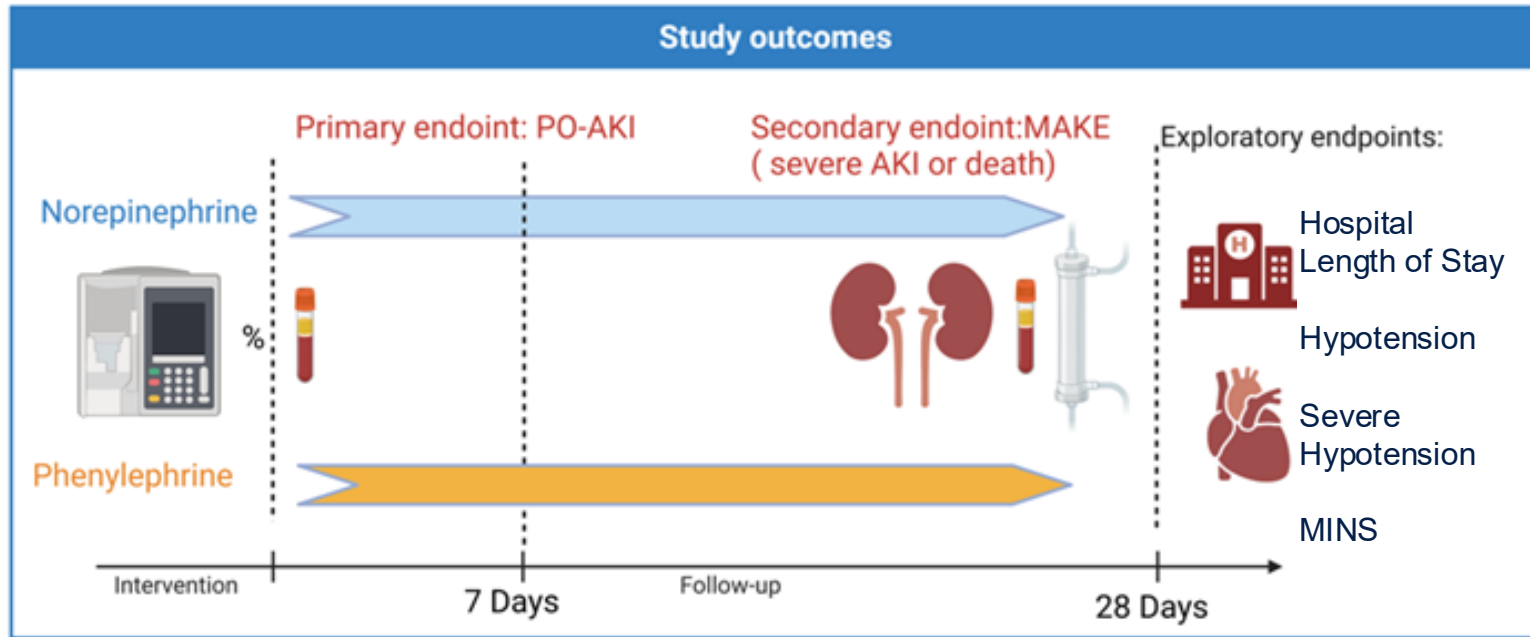 Study outcomes
Primary endoint: PO-AKI
Secondary endoint:MAKE
( severe AKI or death)
Exploratory endpoints:
Norepinephrine
H
Hospital
Length of Stay
%
Hypotension
Severe
Hypotension
Phenylephrine
MINS
Intervention
7 Days
Follow-up
28 Days